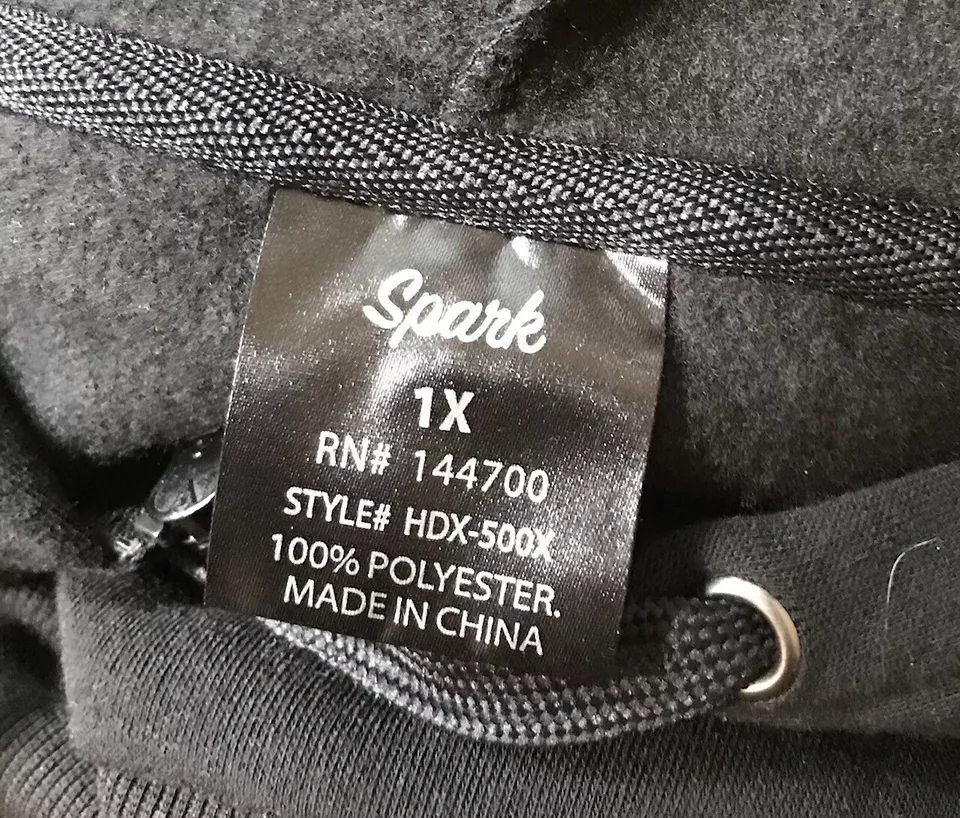 Spark
1X
RN# 144700
STYLE# HDX-500X
100% POLYESTER.
MADE IN CHINA